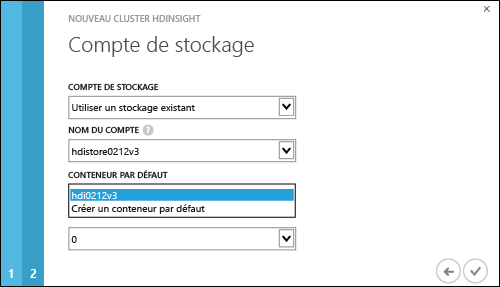 NOUVEAU CLUSTER HDINSIGHT
Compte de stockage
COMPTE DE STOCKAGE
Utiliser un stockage existant
NOM DU COMPTE ?
hdistore0212v3
CONTENEUR PAR DÉFAUT
hdi0212v3
Créer un conteneur par défaut
0
1 2